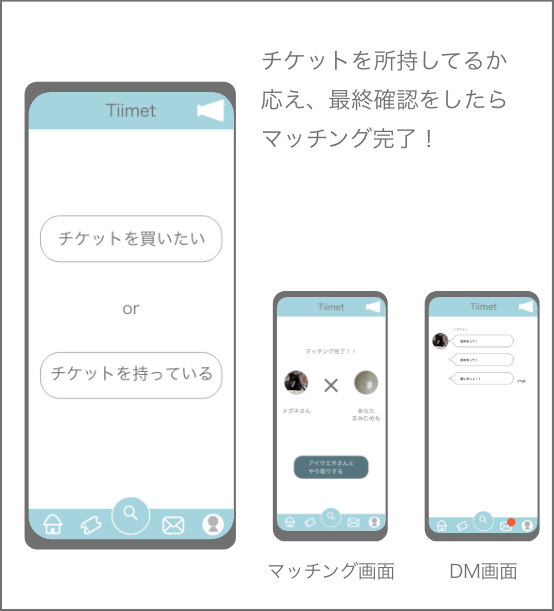 チケットを所持してるか
応え、最終確認をしたら
マッチング完了！
Tiimet
チケットを買いたい
or
チケットを持っている
Tiimet
マッチング完了！！
メガネさん
あなた
まみむめも
アイウエオさんと
やり取りする
マッチング画面
Tiimet
DM画面